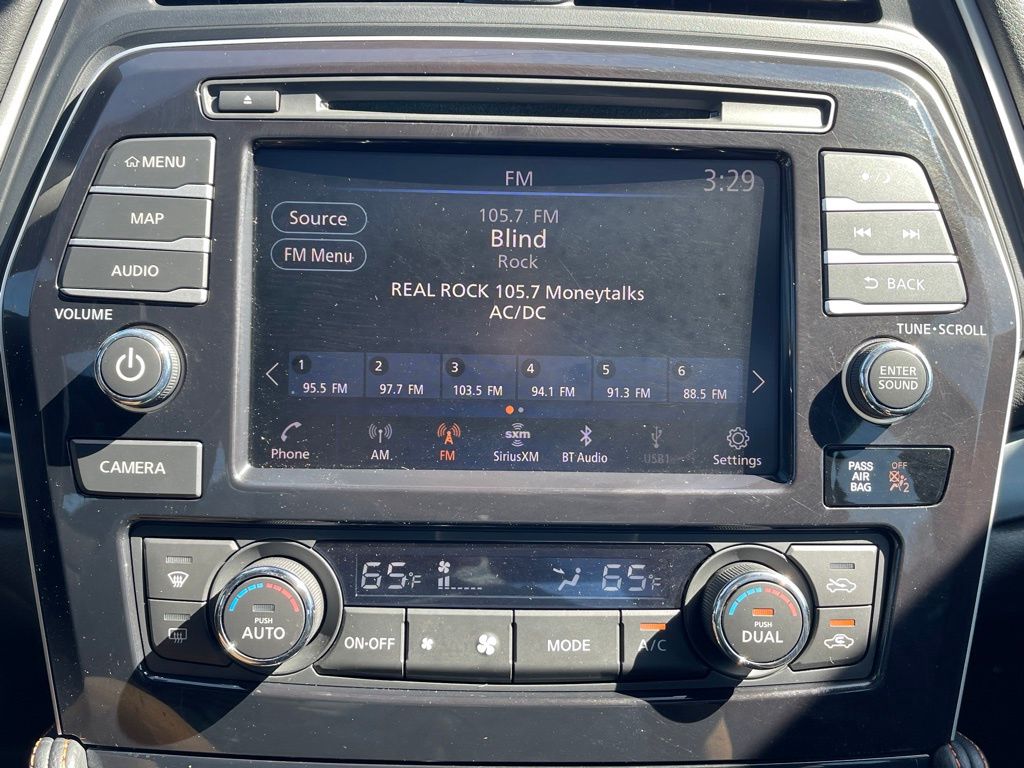 MENU
MAP
AUDIO
VOLUME
CAMERA
FM
3:29
Source
FM Menu
105.7 FM
Blind
Rock
REAL ROCK 105.7 Moneytalks
AC/DC
1 2 3 4 5 6
95.5 FM 97.7 FM 103.5 FM 94.1 FM 91.3 FM 88.5 FM
Phone AM FM SiriusXM BT Audio USB1 Settings
sxm
BACK
TUNE•SCROLL
ENTER
SOUND
PASS
AIR
BAG
OFF
2
65°F 65°F
PUSH
AUTO
ON•OFF
MODE
A/C
PUSH
DUAL